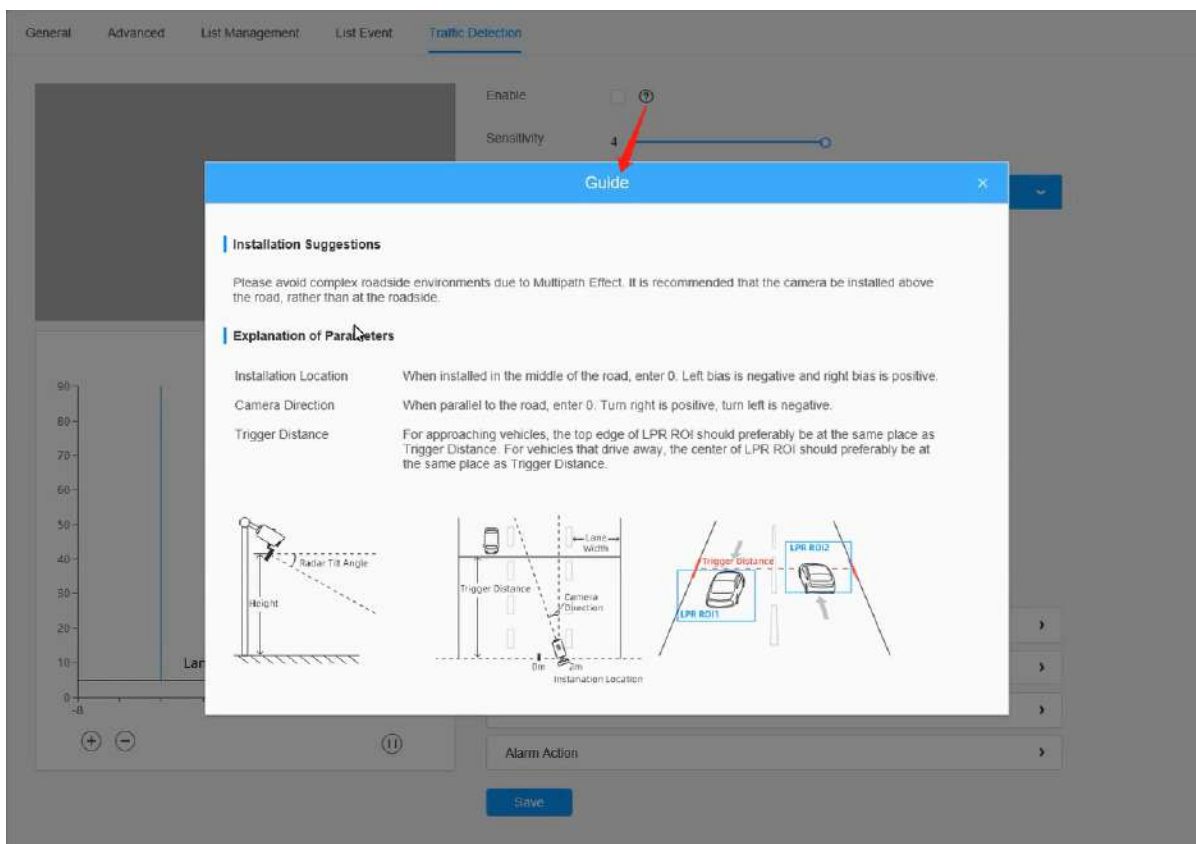 General Advanced List Management List Event Traffic Detection
Enable
Sensitivity 4
Guide
Installation Suggestions
Please avoid complex roadside environments due to Multipath Effect. It is recommended that the camera be installed above
the road, rather than at the roadside.
Explanation of Parameters
Installation Location When installed in the middle of the road, enter 0. Left bias is negative and right bias is positive.
Camera Direction When parallel to the road, enter 0. Turn right is positive, turn left is negative.
Trigger Distance For approaching vehicles, the top edge of LPR ROI should preferably be at the same place as
Trigger Distance. For vehicles that drive away, the center of LPR ROI should preferably be at
the same place as Trigger Distance.
Radar Tilt Angle
Height
Lane
Width
Trigger Distance
Camera
Direction
0m 2m
Instanation Location
Trigger Distance
LPR ROI2
LPR ROI1
90
80
70
60
50
40
30
20
10
Lan
0
-8
Alarm Action
Save